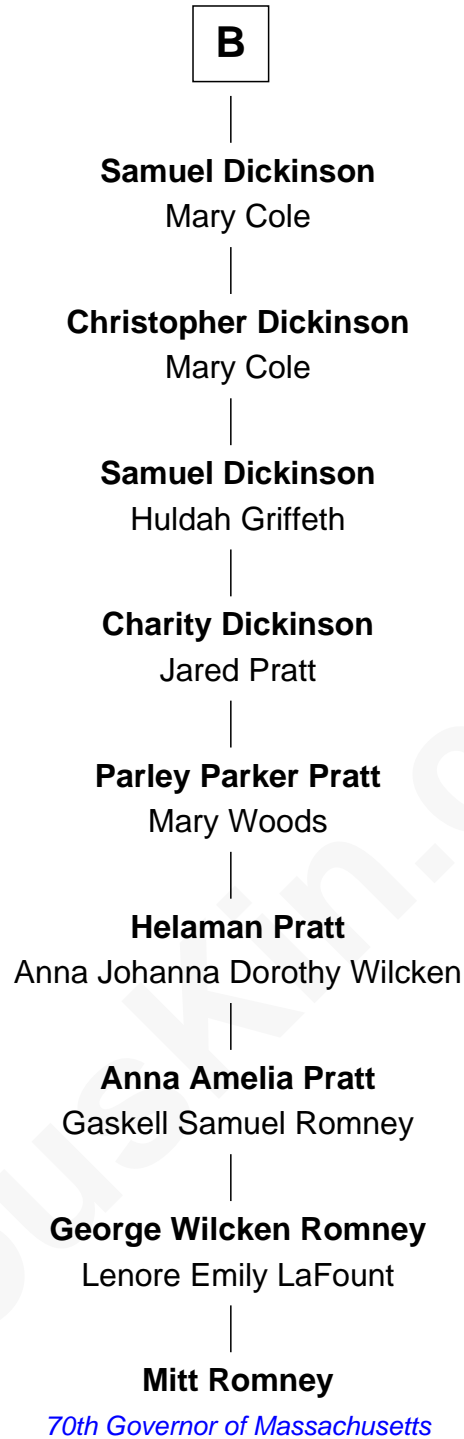 B
Samuel Dickinson
Mary Cole
Christopher Dickinson
Mary Cole
Samuel Dickinson
Huldah Griffeth
Charity Dickinson
Jared Pratt
Parley Parker Pratt
Mary Woods
Helaman Pratt
Anna Johanna Dorothy Wilcken
Anna Amelia Pratt
Gaskell Samuel Romney
George Wilcken Romney
Lenore Emily LaFount
Mitt Romney
70th Governor of Massachusetts